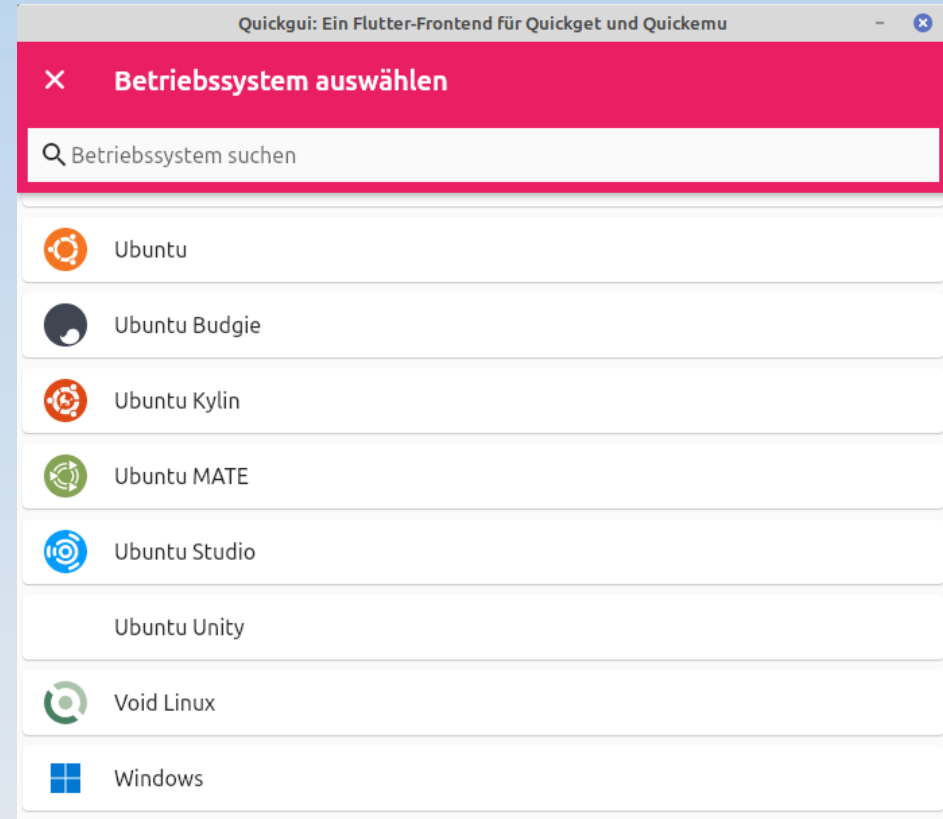 Quickgui: Ein Flutter-Frontend für Quickget und Quickemu
Betriebssystem auswählen
Betriebssystem suchen
Ubuntu
Ubuntu Budgie
Ubuntu Kylin
Ubuntu MATE
Ubuntu Studio
Ubuntu Unity
Void Linux
Windows